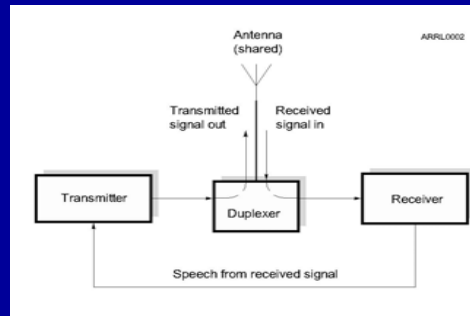 Antenna
(shared)
ARRL0002
Transmitted
signal out
Received
signal in
Transmitter
Duplexer
Receiver
Speech from received signal